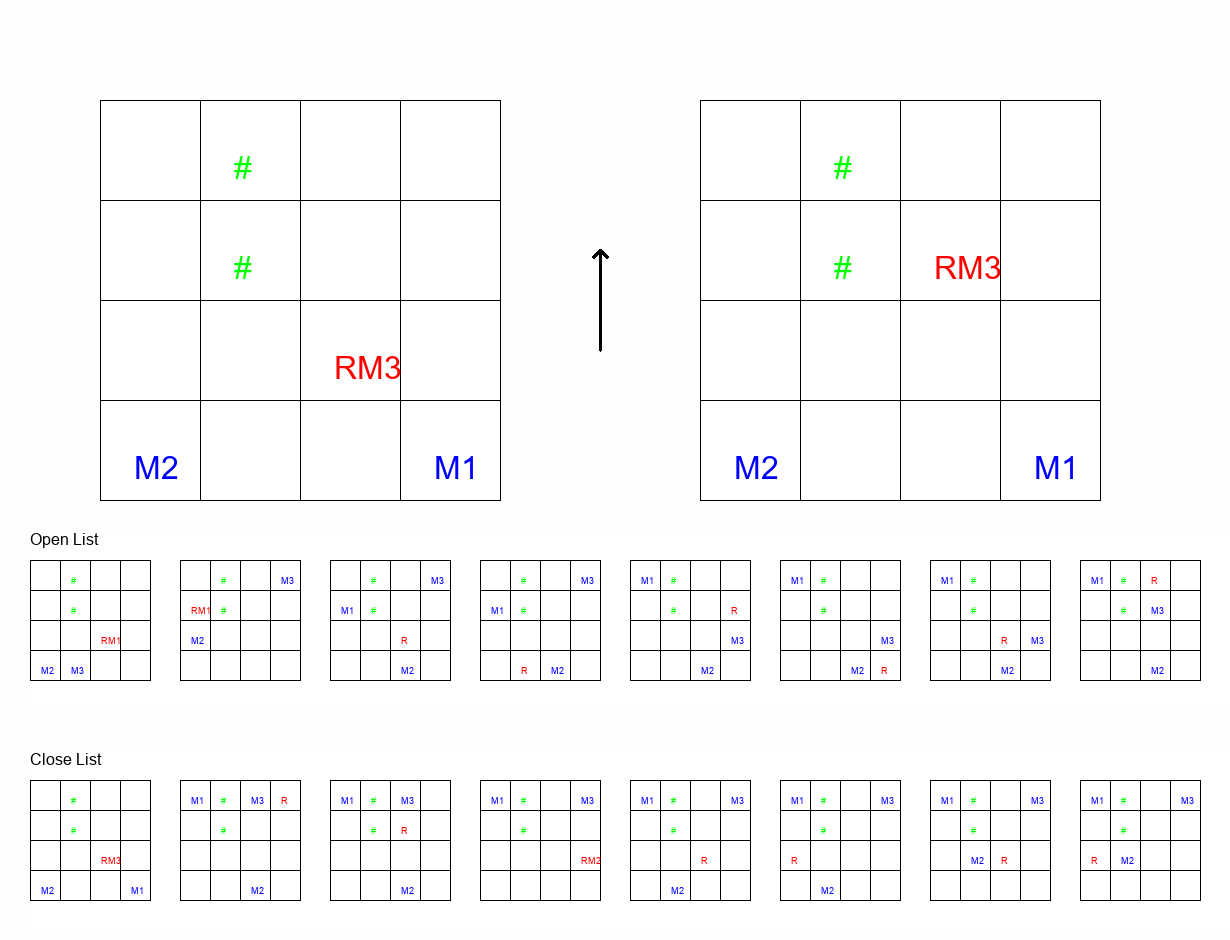 # #
# # RM3
RM3
M2 M1 M2 M1
Open List
# # M3 # M3 # M3 M1 # M1 # M1 # M1 # R
# RM1 # M1 # M1 # # R # # # M3
RM1 M2 R M3 M3 R M3
M2 M3 M2 R M2 M2 M2 R M2 M2
Close List
# M1 # M3 R M1 # M3 M1 # M3 M1 # M3 M1 # M3 M1 # M3 M1 # M3
# # # R # # # # #
RM3 RM2 R R M2 R R M2
M2 M1 M2 M2 M2 M2